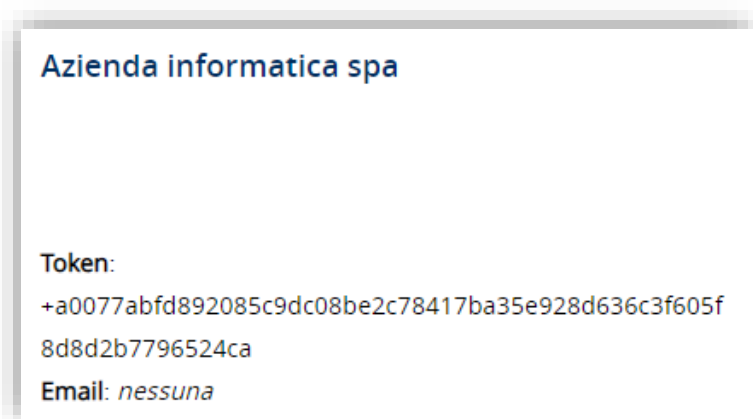 Azienda informatica spa
Token:
+a0077abfd892085c9dc08be2c78417ba35e928d636c3f605f
8d8d2b7796524ca
Email: nessuna